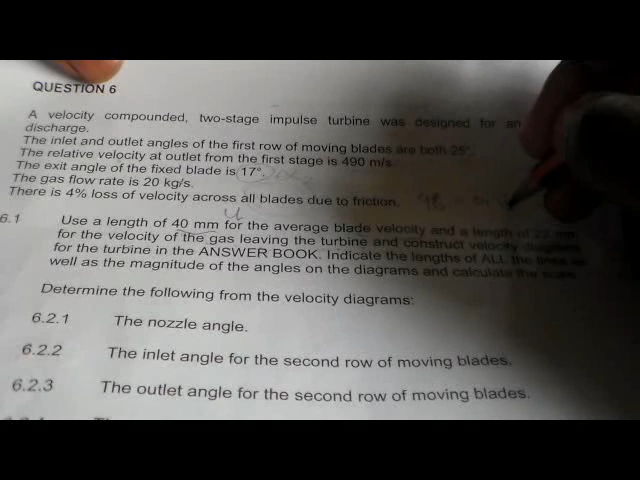 QUESTION 6
A velocity compounded, two-stage impulse turbine was designed for an
discharge.
The inlet and outlet angles of the first row of moving blades are both 25°.
The relative velocity at outlet from the first stage is 490 m/s.
The exit angle of the fixed blade is 17°.
The gas flow rate is 20 kg/s.
There is 4% loss of velocity across all blades due to friction.
6.1 Use a length of 40 mm for the average blade velocity and a length of mm
for the velocity of the gas leaving the turbine and construct velocity diagrams
for the turbine in the ANSWER BOOK. Indicate the lengths of ALL the lines as
well as the magnitude of the angles on the diagrams and calculate the scale.
Determine the following from the velocity diagrams:
6.2.1 The nozzle angle.
6.2.2 The inlet angle for the second row of moving blades.
6.2.3 The outlet angle for the second row of moving blades.